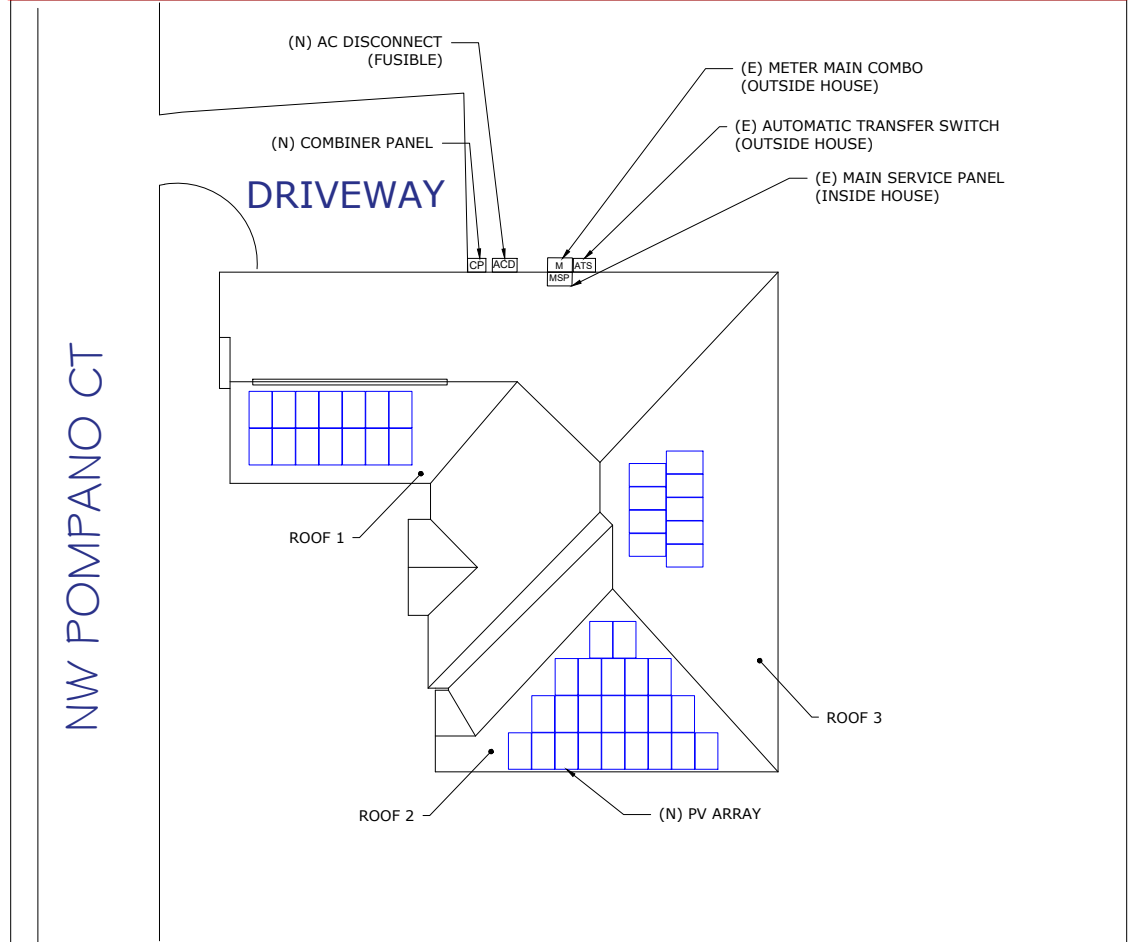 (N) AC DISCONNECT
(FUSIBLE)
(E) METER MAIN COMBO
(OUTSIDE HOUSE)
(E) AUTOMATIC TRANSFER SWITCH
(OUTSIDE HOUSE)
(N) COMBINER PANEL
(E) MAIN SERVICE PANEL
(INSIDE HOUSE)
DRIVEWAY
CP
ACD
M
ATS
MSP
NW POMPANO CT
ROOF 1
ROOF 3
ROOF 2
(N) PV ARRAY